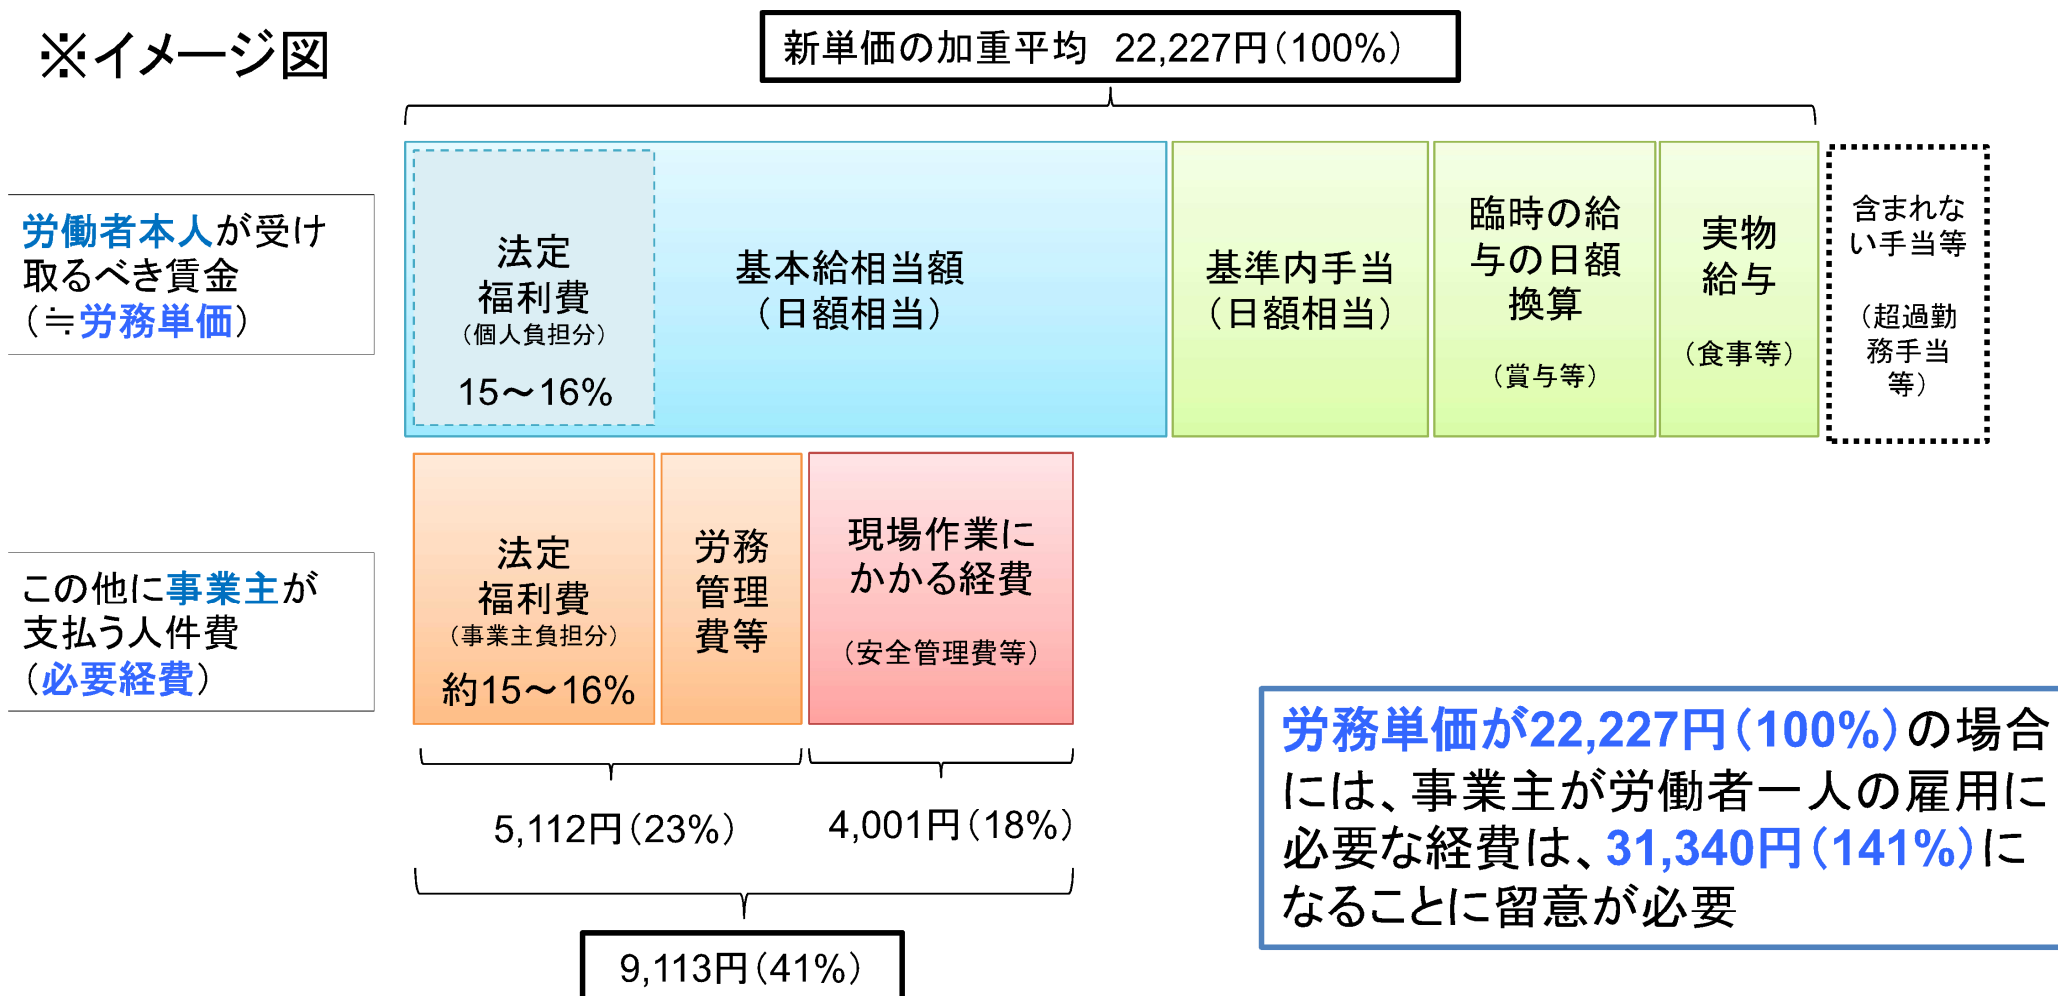 ※イメージ図
新単価の加重平均 22,227円(100%)
労働者本人が受け
取るべき賃金
(≒労務単価)
法定
福利費
(個人負担分)
15～16%
基本給相当額
(日額相当)
基準内手当
(日額相当)
臨時の給
与の日額
換算
(賞与等)
実物
給与
(食事等)
含まれな
い手当等
(超過勤
務手当
等)
この他に事業主が
支払う人件費
(必要経費)
法定
福利費
(事業主負担分)
約15～16%
労務
管理
費等
現場作業に
かかる経費
(安全管理費等)
5,112円(23%)
4,001円(18%)
9,113円(41%)
労務単価が22,227円(100%)の場合
には、事業主が労働者一人の雇用に
必要な経費は、31,340円(141%)に
なることに留意が必要